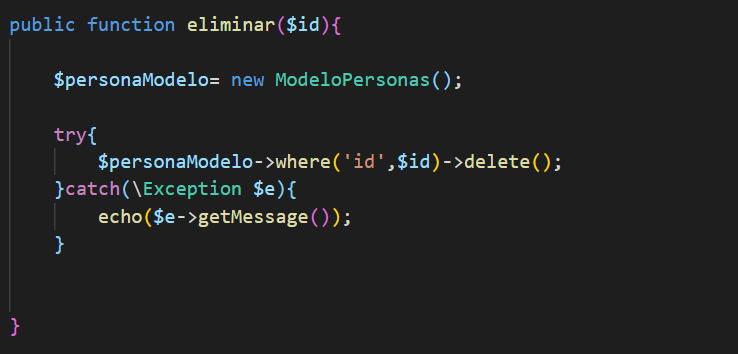 public function eliminar($id){
$personaModelo= new ModeloPersonas();
try{
$personaModelo->where('id',$id)->delete();
}catch(\Exception $e){
echo($e->getMessage());
}
}